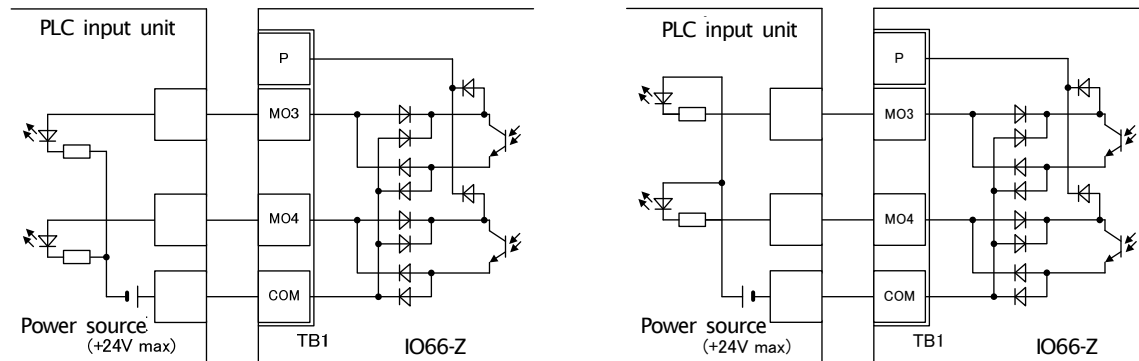 PLC input unit
P
MO3
MO4
COM
Power source
(+24V max)
TB1
IO66-Z
PLC input unit
P
MO3
MO4
COM
Power source
(+24V max)
TB1
IO66-Z